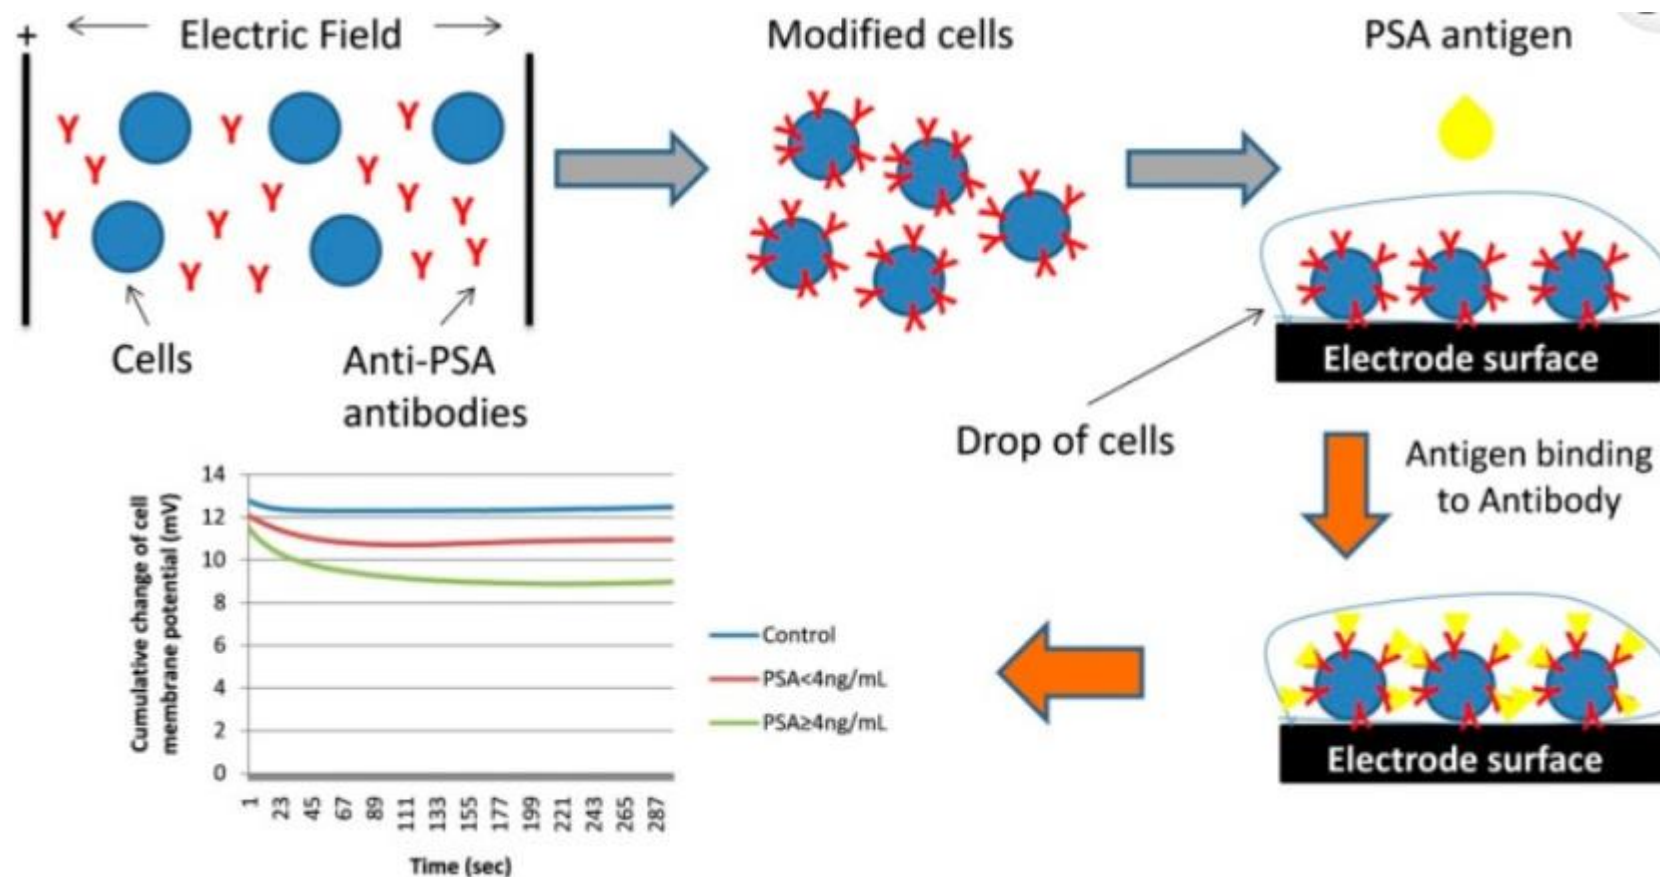 + Electric Field
Modified cells
PSA antigen
Cells
Anti-PSA
antibodies
Electrode surface
Drop of cells
Antigen binding
to Antibody
Electrode surface
Cumulative change of cell
membrane potential (mV)
14
12
10
8
6
4
2
0
1 23 45 67 89 111 133 155 177 199 221 243 265 287
Time (sec)
Control
PSA<4ng/mL
PSA≥4ng/mL